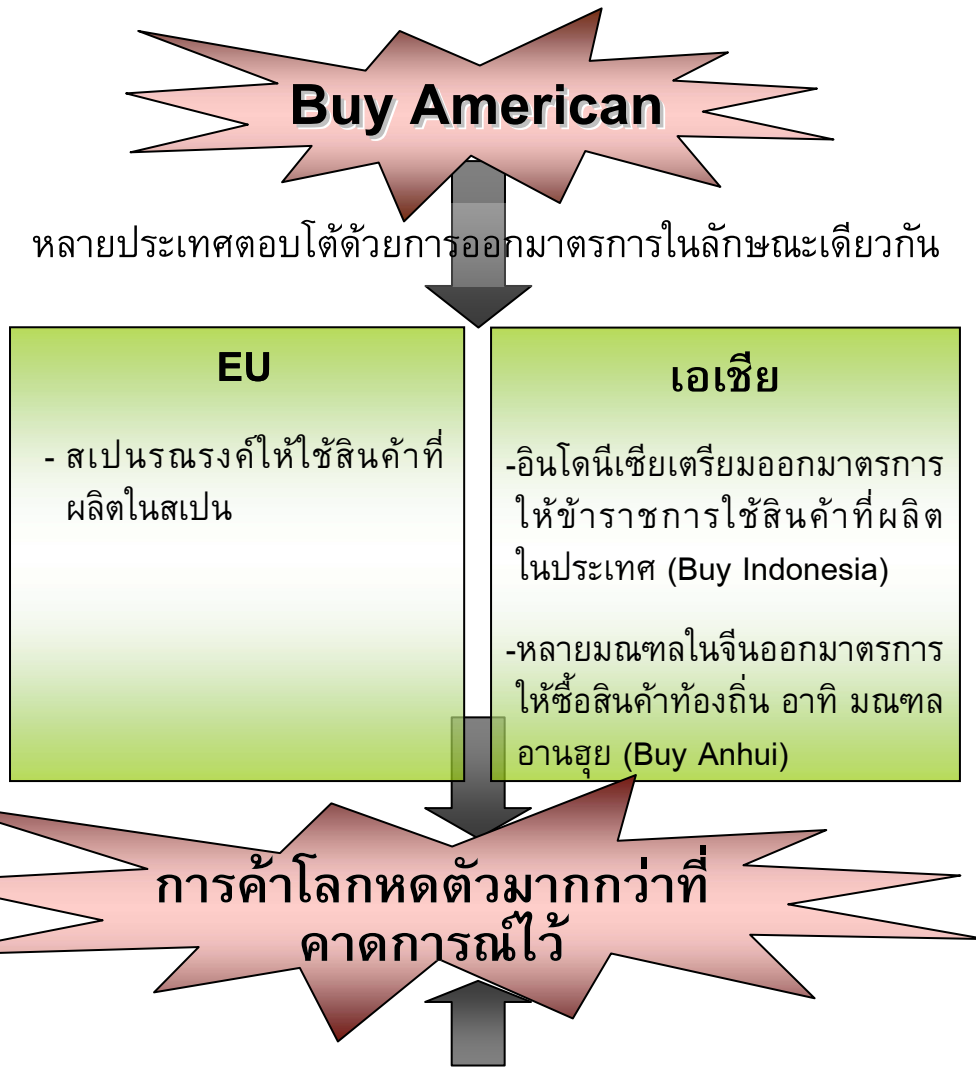 Buy American
หลายประเทศตอบโต้ด้วยการออกมาตรการในลักษณะเดียวกัน
EU
- สเปนรณรงค์ให้ใช้สินค้าที่
ผลิตในสเปน
เอเชีย
-อินโดนีเซียเตรียมออกมาตรการ
ให้ข้าราชการใช้สินค้าที่ผลิต
ในประเทศ (Buy Indonesia)
-หลายมณฑลในจีนออกมาตรการ
ให้ซื้อสินค้าท้องถิ่น อาทิ มณฑล
อานฮุย (Buy Anhui)
การค้าโลกหดตัวมากกว่าที่
คาดการณ์ไว้